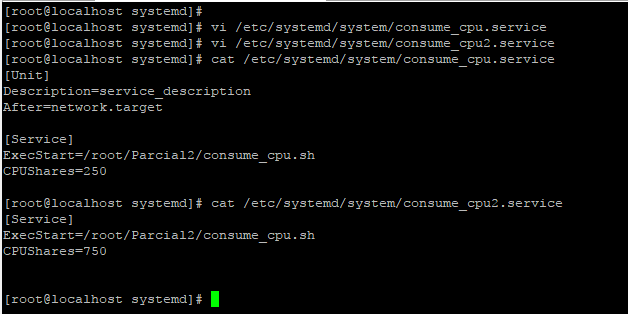 [root@localhost systemd]#
[root@localhost systemd]# vi /etc/systemd/system/consume_cpu.service
[root@localhost systemd]# vi /etc/systemd/system/consume_cpu2.service
[root@localhost systemd]# cat /etc/systemd/system/consume_cpu.service
[Unit]
Description=service_description
After=network.target
[Service]
ExecStart=/root/Parcial2/consume_cpu.sh
CPUShares=250
[root@localhost systemd]# cat /etc/systemd/system/consume_cpu2.service
[Service]
ExecStart=/root/Parcial2/consume_cpu.sh
CPUShares=750
[root@localhost systemd]#